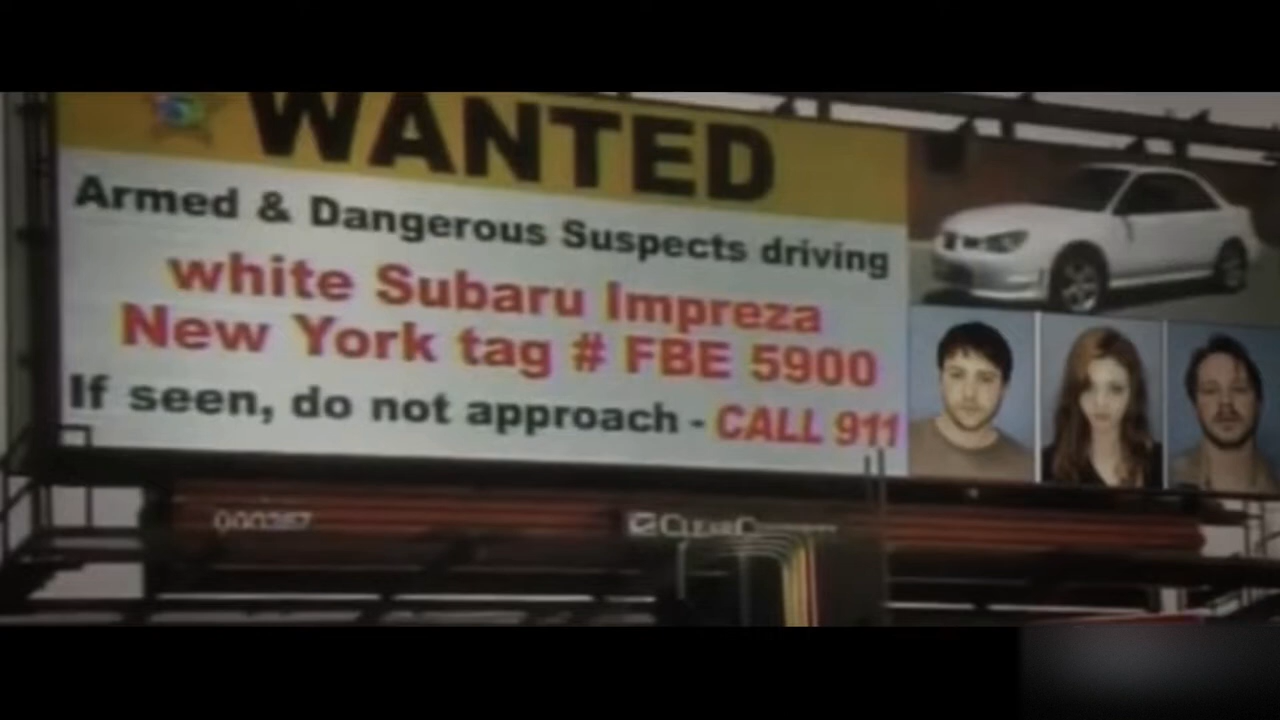 WANTED
Armed & Dangerous Suspects driving
white Subaru Impreza
New York tag # FBE 5900
If seen, do not approach - CALL 911